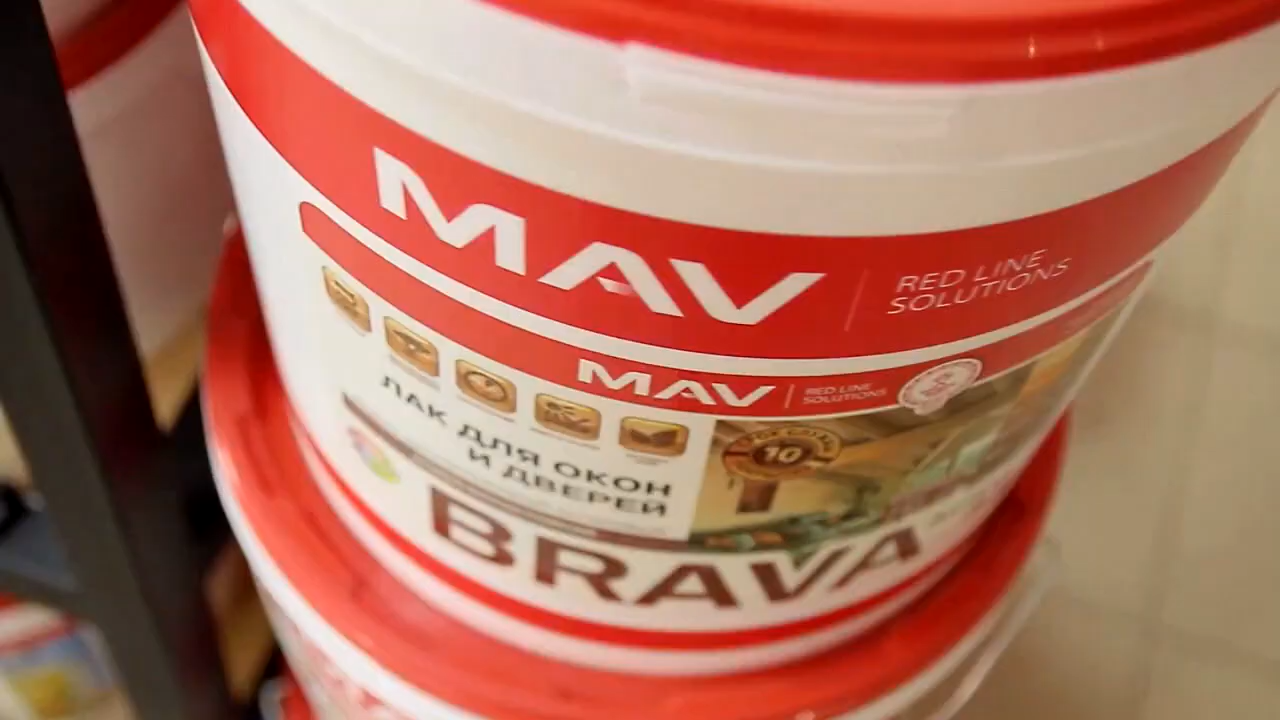 MAV
RED LINE
SOLUTIONS
MAV
RED LINE
SOLUTIONS
10
ЛАК ДЛЯ ОКОН
И ДВЕРЕЙ
BRAVA